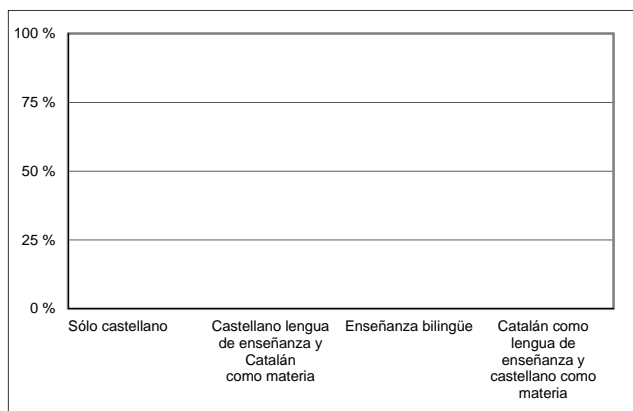 100 %
75 %
50 %
25 %
0 %
Sólo castellano
Castellano lengua
de enseñanza y
Catalán
como materia
Enseñanza bilingüe
Catalán como
lengua de
enseñanza y
castellano como
materia